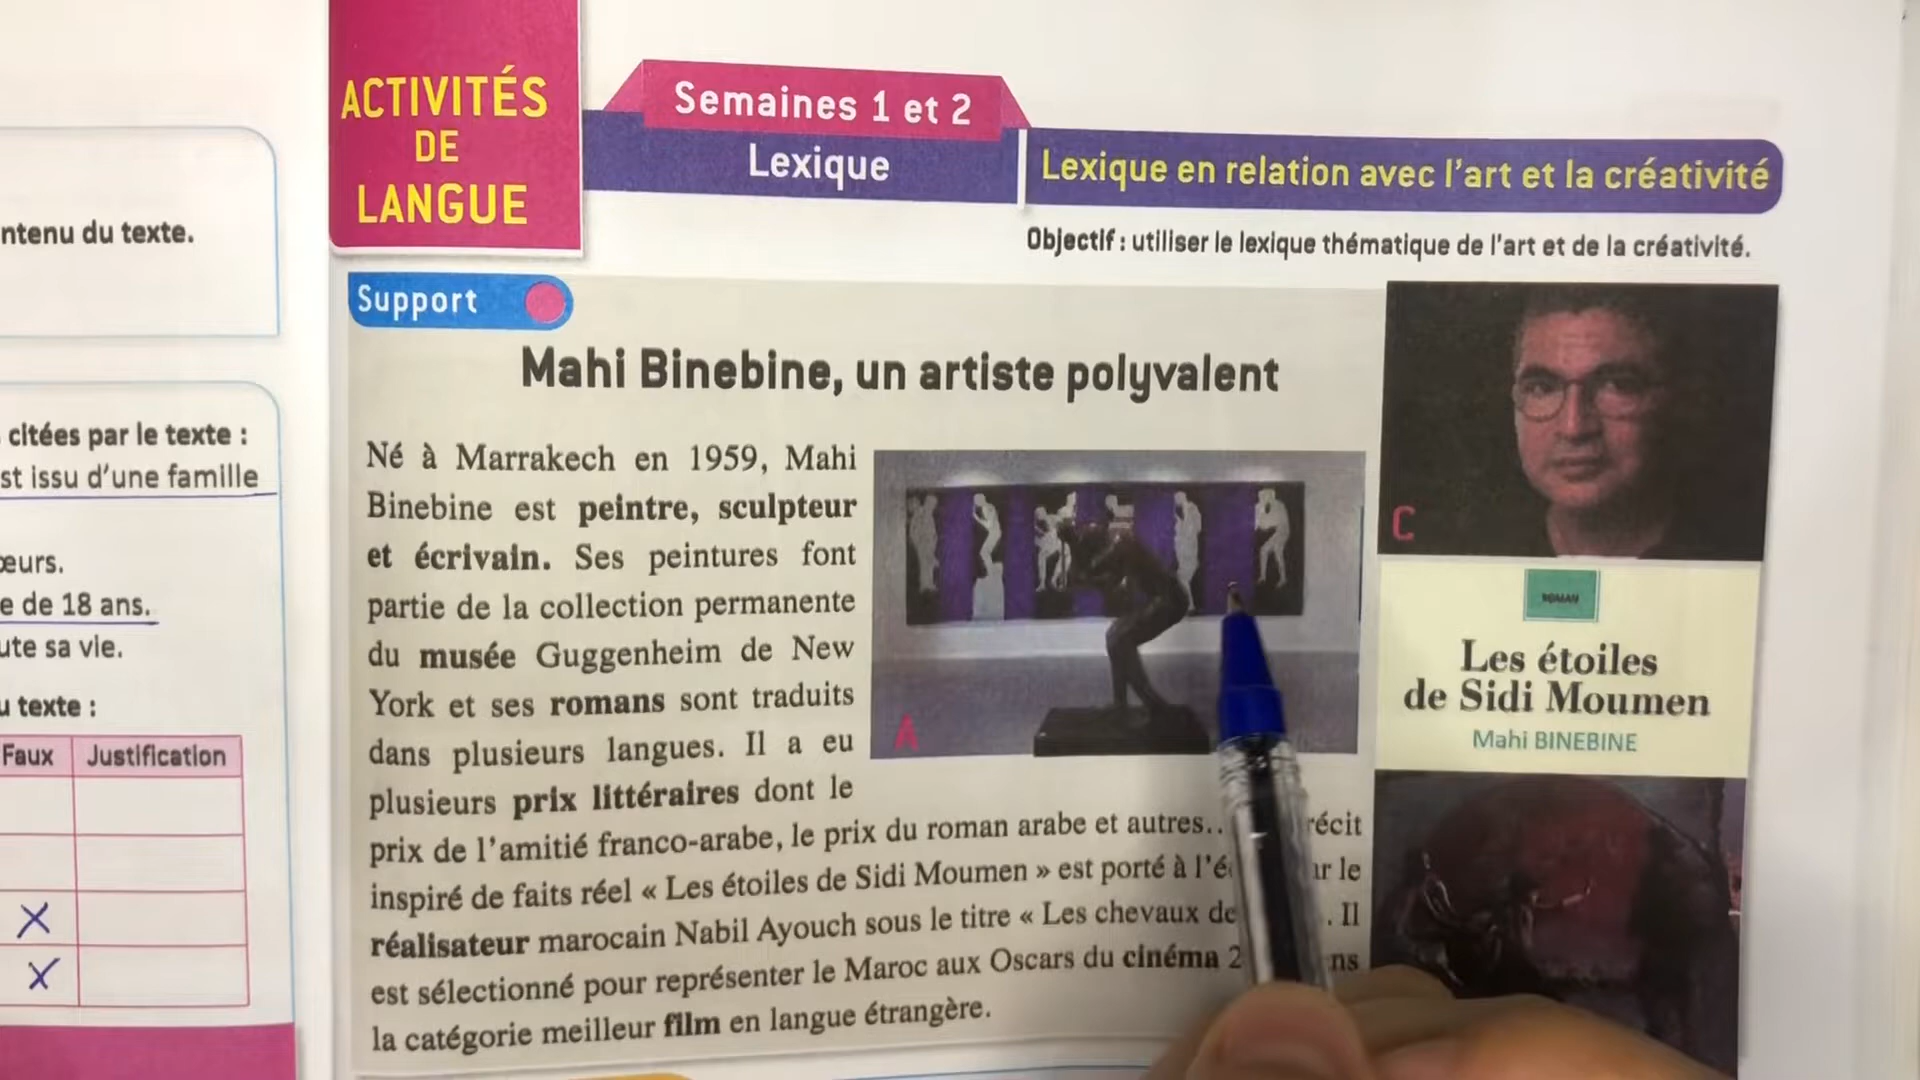 ACTIVITÉS
DE
LANGUE
Semaines 1 et 2
Lexique
Lexique en relation avec l'art et la créativité
Objectif : utiliser le lexique thématique de l'art et de la créativité.
ntenu du texte.
citées par le texte :
st issu d'une famille
œurs.
e de 18 ans.
ute sa vie.
u texte :
Faux Justification
X
X
Support
Mahi Binebine, un artiste polyvalent
Né à Marrakech en 1959, Mahi
Binebine est peintre, sculpteur
et écrivain. Ses peintures font
partie de la collection permanente
du musée Guggenheim de New
York et ses romans sont traduits
dans plusieurs langues. Il a eu
plusieurs prix littéraires dont le
prix de l'amitié franco-arabe, le prix du roman arabe et autres.. récit
inspiré de faits réel « Les étoiles de Sidi Moumen » est porté à l'é ar le
réalisateur marocain Nabil Ayouch sous le titre « Les chevaux de . Il
est sélectionné pour représenter le Maroc aux Oscars du cinéma 2 ns
la catégorie meilleur film en langue étrangère.
A
C
ROMAN
Les étoiles
de Sidi Moumen
Mahi BINEBINE